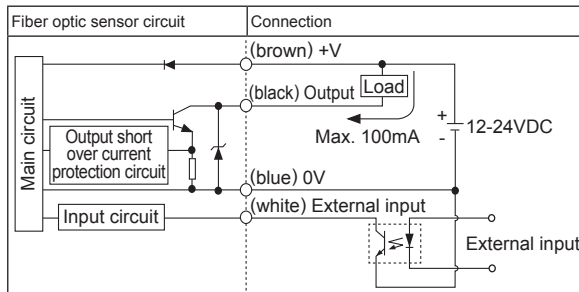 Fiber optic sensor circuit
Connection
(brown) +V
(black) Output
Load
Main circuit
Max. 100mA
+
-
12-24VDC
Output short
over current
protection circuit
(blue) 0V
Input circuit
(white) External input
External input